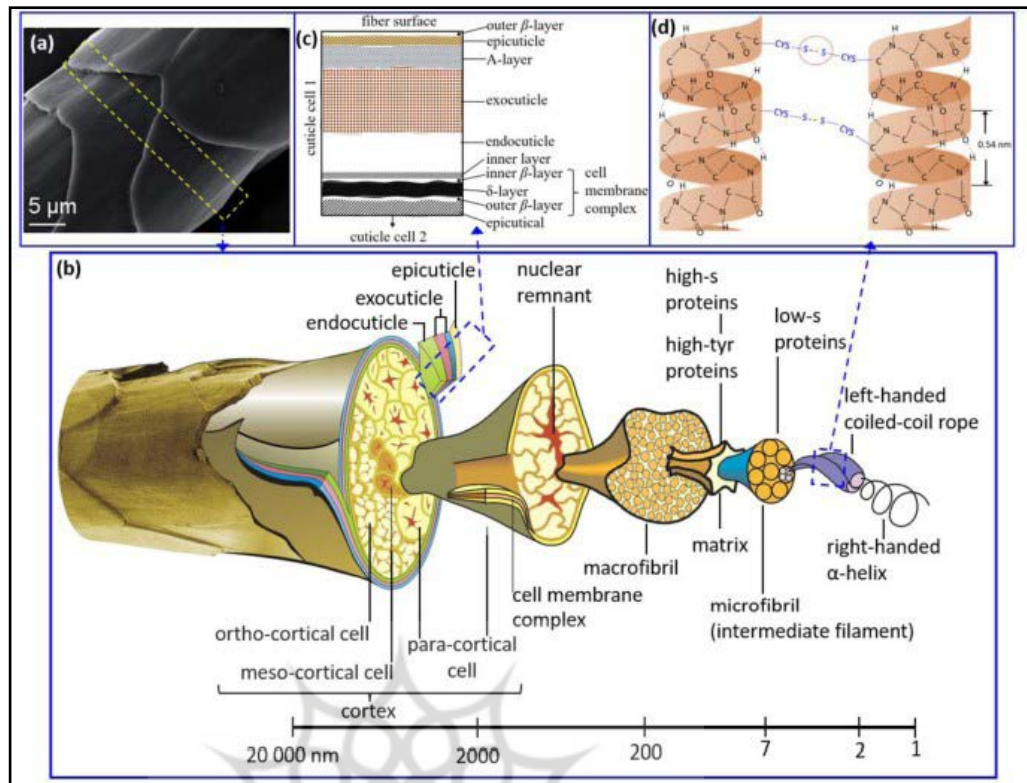 (a)
5 µm
(c)
fiber surface
cuticle cell 1
outer β-layer
epicuticle
A-layer
exocuticle
endocuticle
inner layer
inner β-layer
δ-layer
outer β-layer
epicutical
cell
membrane
complex
cuticle cell 2
(d)
CYS S S CYS
CYS S S CYS
0.54 nm
(b)
epicuticle
exocuticle
endocuticle
nuclear
remnant
high-s
proteins
high-tyr
proteins
low-s
proteins
left-handed
coiled-coil rope
right-handed
α-helix
matrix
macrofibril
microfibril
(intermediate filament)
cell membrane
complex
ortho-cortical cell
para-cortical
cell
meso-cortical cell
cortex
20 000 nm 2000 200 7 2 1